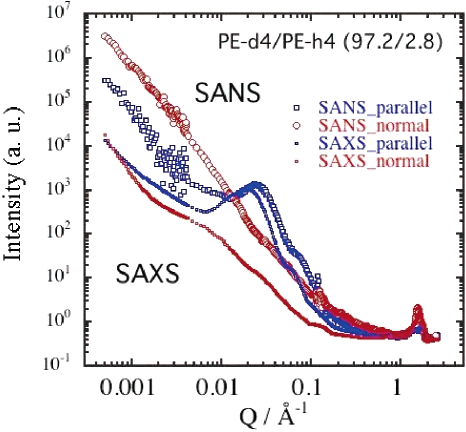 PE-d4/PE-h4 (97.2/2.8)
SANS
SANS_parallel
SANS_normal
SAXS_parallel
SAXS_normal
SAXS
Intensity (a. u.)
10^7
10^6
10^5
10^4
10^3
10^2
10^1
10^0
10^-1
0.001 0.01 0.1 1
Q / Å^-1